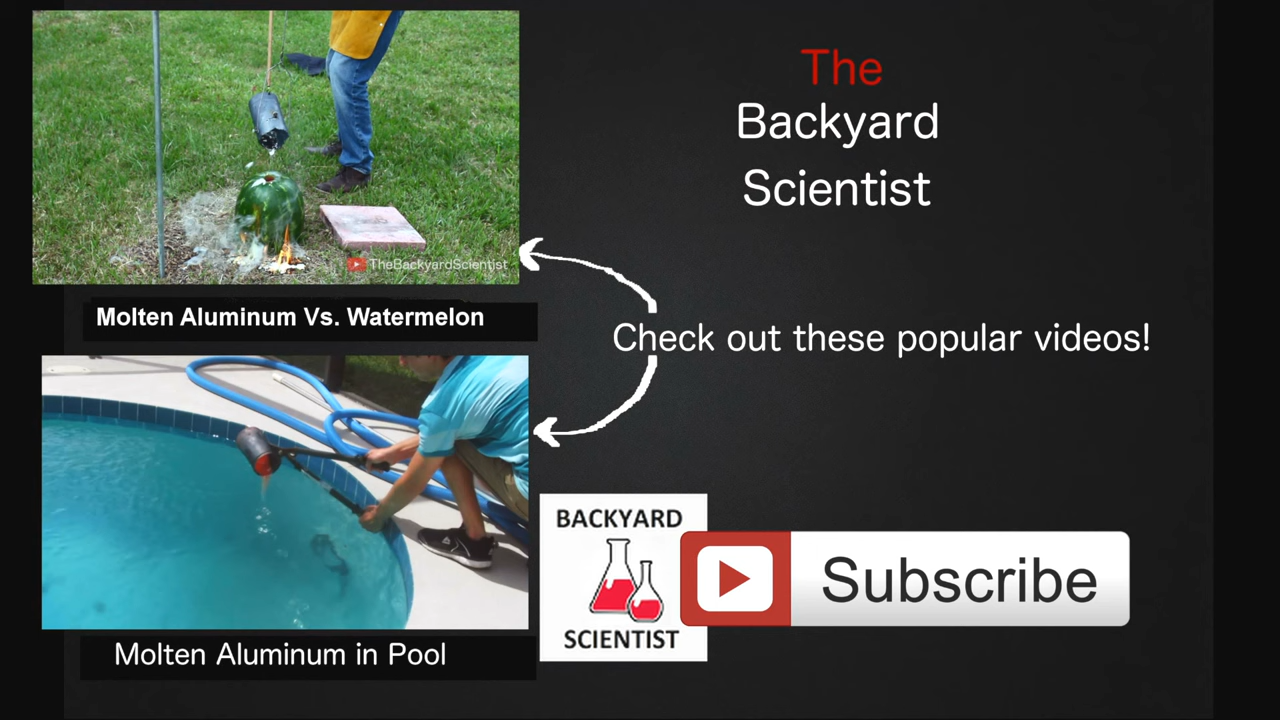 The
Backyard
Scientist
TheBackyardScientist
Molten Aluminum Vs. Watermelon
Check out these popular videos!
Molten Aluminum in Pool
BACKYARD
SCIENTIST
Subscribe